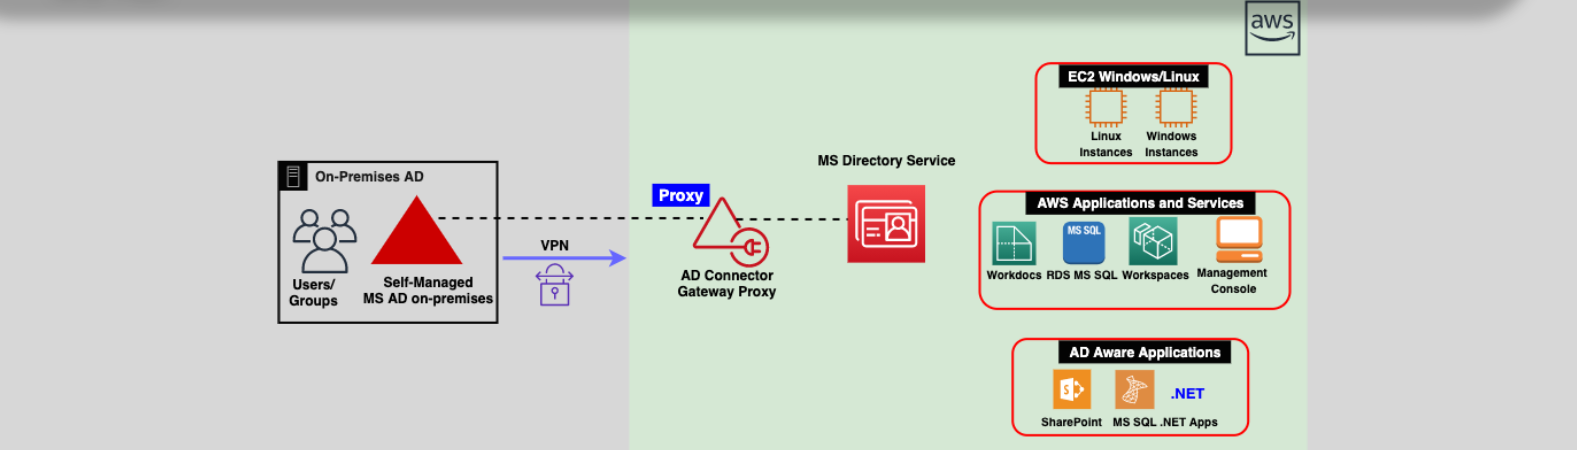 aws
EC2 Windows/Linux
Linux
Instances
Windows
Instances
MS Directory Service
On-Premises AD
Proxy
AWS Applications and Services
MS SQL
Workdocs
RDS MS SQL
Workspaces
Management
Console
VPN
Users/
Groups
Self-Managed
MS AD on-premises
AD Connector
Gateway Proxy
AD Aware Applications
S
.NET
SharePoint
MS SQL
.NET Apps